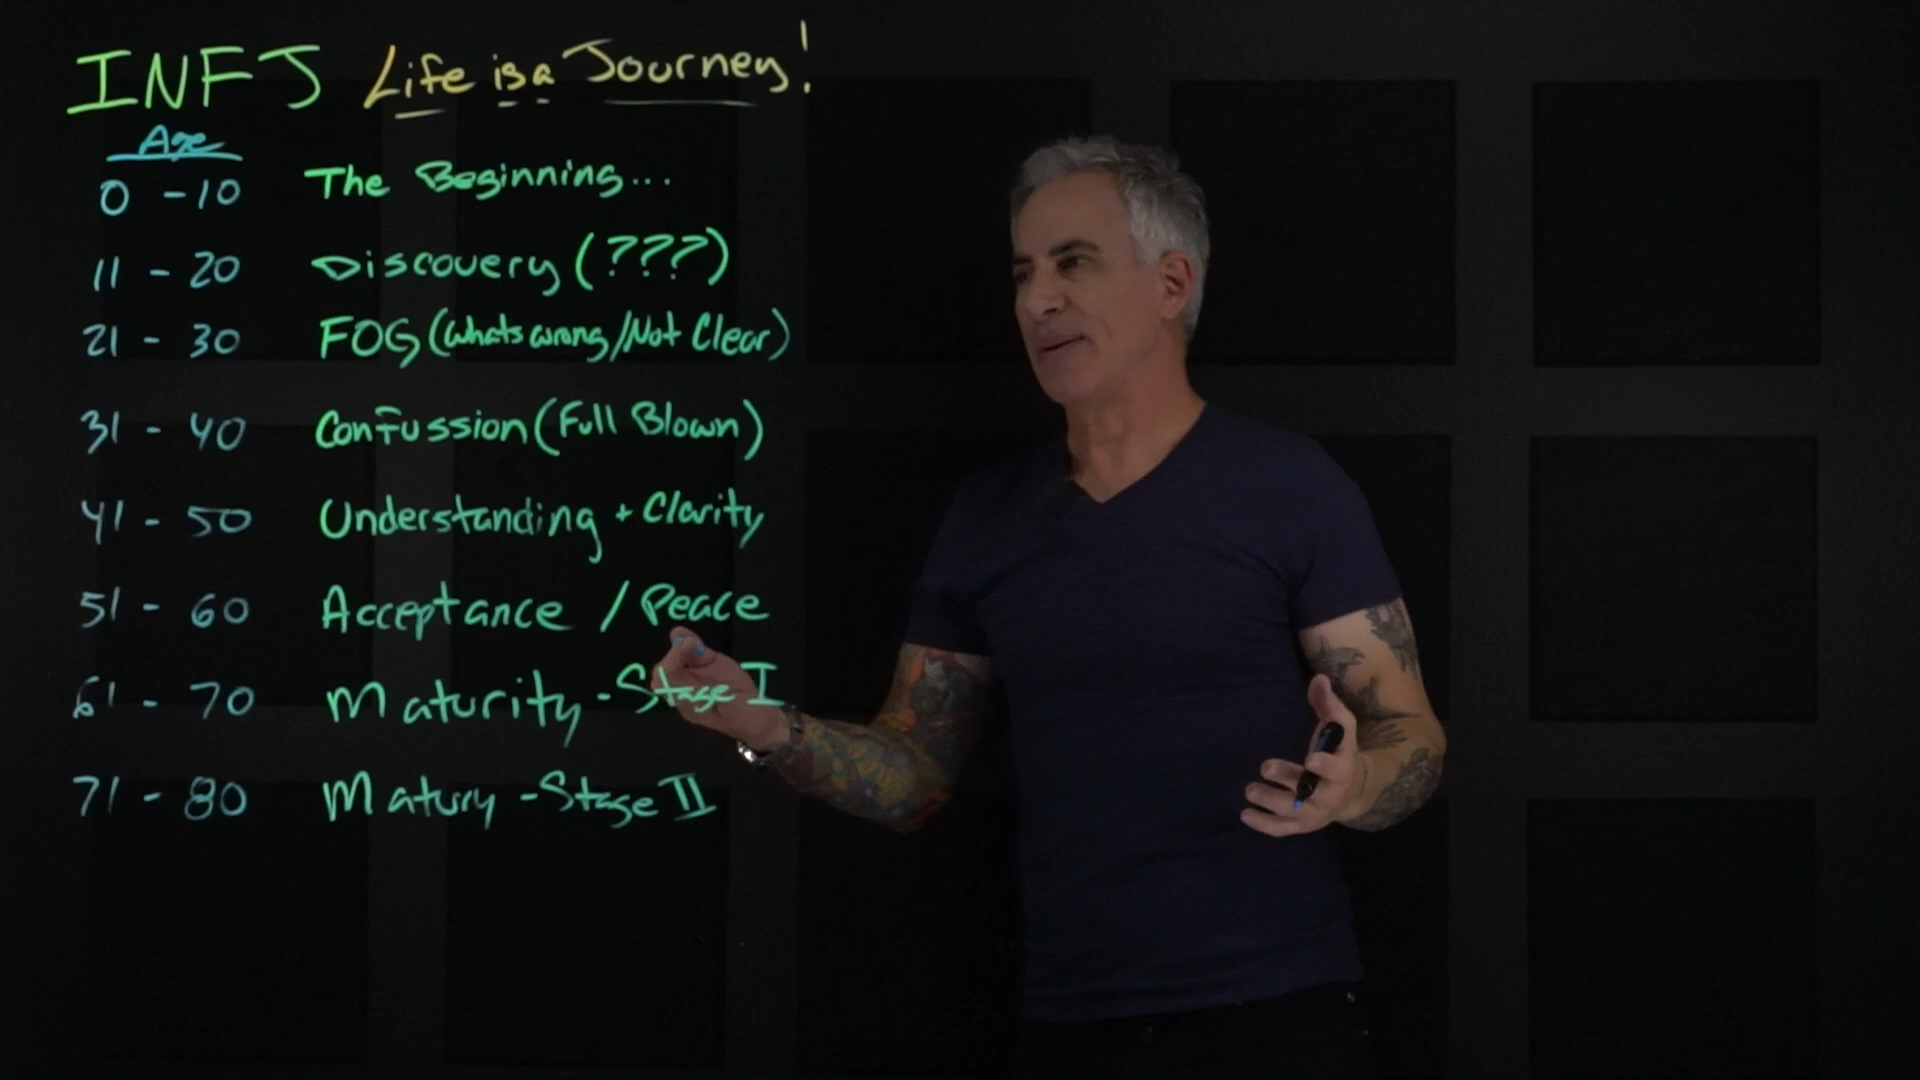 INFJ Life is a Journey!
Age
0 - 10 The Beginning...
11 - 20 Discovery (???)
21 - 30 FOG (whats wrong/Not Clear)
31 - 40 Confussion (Full Blown)
41 - 50 Understanding + Clarity
51 - 60 Acceptance / Peace
61 - 70 Maturity - Stage I
71 - 80 Matury - Stage II